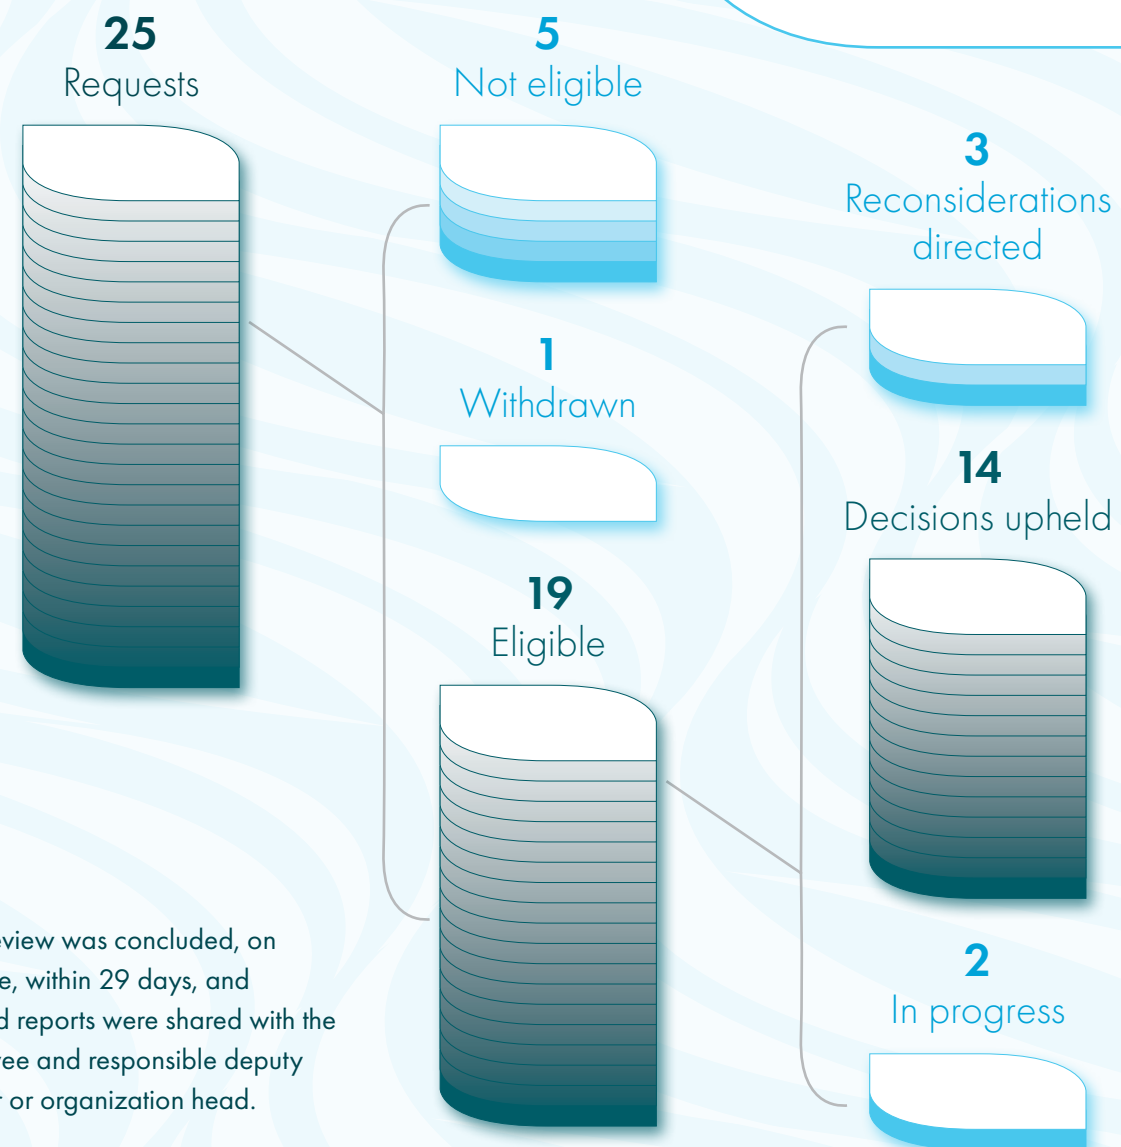 25
Requests
5
Not eligible
1
Withdrawn
19
Eligible
3
Reconsiderations
directed
14
Decisions upheld
2
In progress
view was concluded, on
, within 29 days, and
reports were shared with the
and responsible deputy
or organization head.